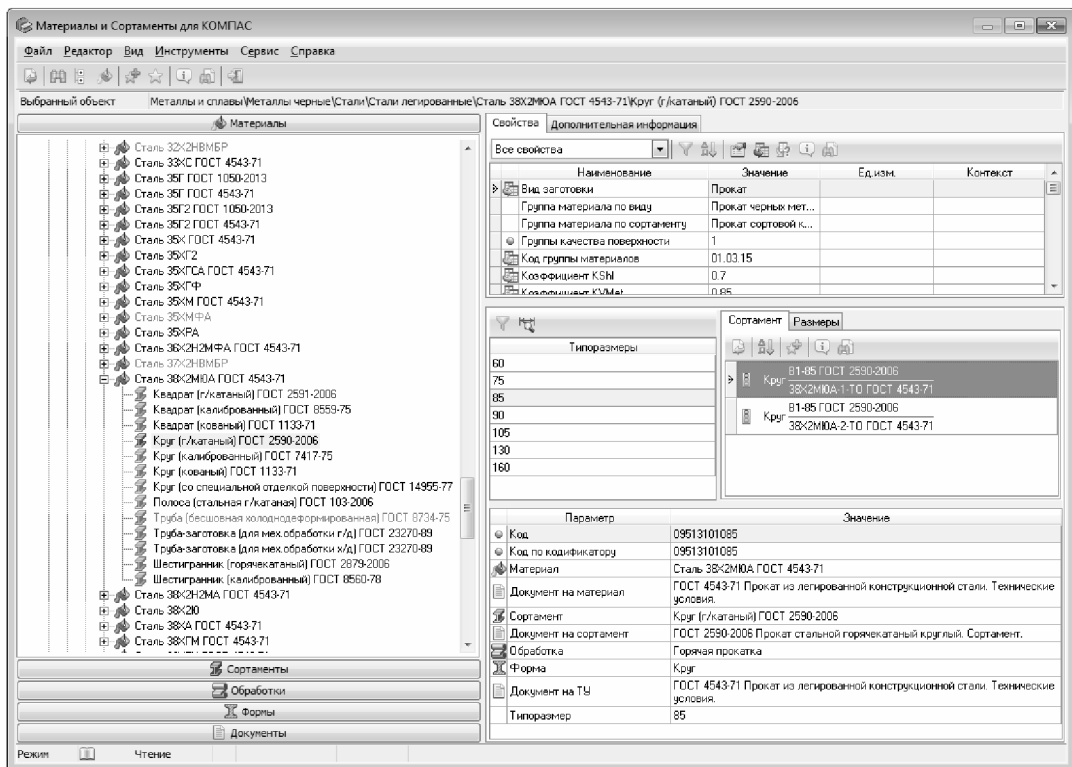 Материалы и Сортаменты для КОМПАС
Файл Редактор Вид Инструменты Сервис Справка
Выбранный объект Металлы и сплавы\Металлы черные\Стали\Стали легированные\Сталь 38Х2МЮА ГОСТ 4543-71\Круг (г/катаный) ГОСТ 2590-2006
Материалы
Сталь 32Х2НВМБР
Сталь 33ХС ГОСТ 4543-71
Сталь 35Г ГОСТ 1050-2013
Сталь 35Г ГОСТ 4543-71
Сталь 35Г2 ГОСТ 1050-2013
Сталь 35Г2 ГОСТ 4543-71
Сталь 35Х ГОСТ 4543-71
Сталь 35ХГ2
Сталь 35ХГСА ГОСТ 4543-71
Сталь 35ХГФ
Сталь 35ХМ ГОСТ 4543-71
Сталь 35ХМФА
Сталь 35ХРА
Сталь 36Х2Н2МФА ГОСТ 4543-71
Сталь 37Х2НВМБР
Сталь 38Х2МЮА ГОСТ 4543-71
Квадрат (г/катаный) ГОСТ 2591-2006
Квадрат (калиброванный) ГОСТ 8559-75
Квадрат (кованый) ГОСТ 1133-71
Круг (г/катаный) ГОСТ 2590-2006
Круг (калиброванный) ГОСТ 7417-75
Круг (кованый) ГОСТ 1133-71
Круг (со специальной отделкой поверхности) ГОСТ 14955-77
Полоса (стальная г/катаная) ГОСТ 103-2006
Труба (бесшовная холоднодеформированная) ГОСТ 8734-75
Труба-заготовка (для мех.обработки г/д) ГОСТ 23270-89
Труба-заготовка (для мех.обработки х/д) ГОСТ 23270-89
Шестигранник (горячекатаный) ГОСТ 2879-2006
Шестигранник (калиброванный) ГОСТ 8560-78
Сталь 38Х2Н2МА ГОСТ 4543-71
Сталь 38Х2Ю
Сталь 38ХА ГОСТ 4543-71
Сталь 38ХГМ ГОСТ 4543-71
Сортаменты
Обработки
Формы
Документы
Режим Чтение
Свойства Дополнительная информация
Все свойства
Наименование Значение Ед.изм. Контекст
Вид заготовки Прокат
Группа материала по виду Прокат черных мет...
Группа материала по сортаменту Прокат сортовой к...
Группы качества поверхности 1
Код группы материалов 01.03.15
Коэффициент KShl 0.7
Коэффициент KVMat 0.85
Типоразмеры
60
75
85
90
105
130
160
Сортамент Размеры
В1-85 ГОСТ 2590-2006
Круг
38Х2МЮА-1-ТО ГОСТ 4543-71
В1-85 ГОСТ 2590-2006
Круг
38Х2МЮА-2-ТО ГОСТ 4543-71
Параметр Значение
Код 09513101085
Код по кодификатору 09513101085
Материал Сталь 38Х2МЮА ГОСТ 4543-71
Документ на материал ГОСТ 4543-71 Прокат из легированной конструкционной стали. Технические
условия.
Сортамент Круг (г/катаный) ГОСТ 2590-2006
Документ на сортамент ГОСТ 2590-2006 Прокат стальной горячекатаный круглый. Сортамент.
Обработка Горячая прокатка
Форма Круг
Документ на ТУ ГОСТ 4543-71 Прокат из легированной конструкционной стали. Технические
условия.
Типоразмер 85